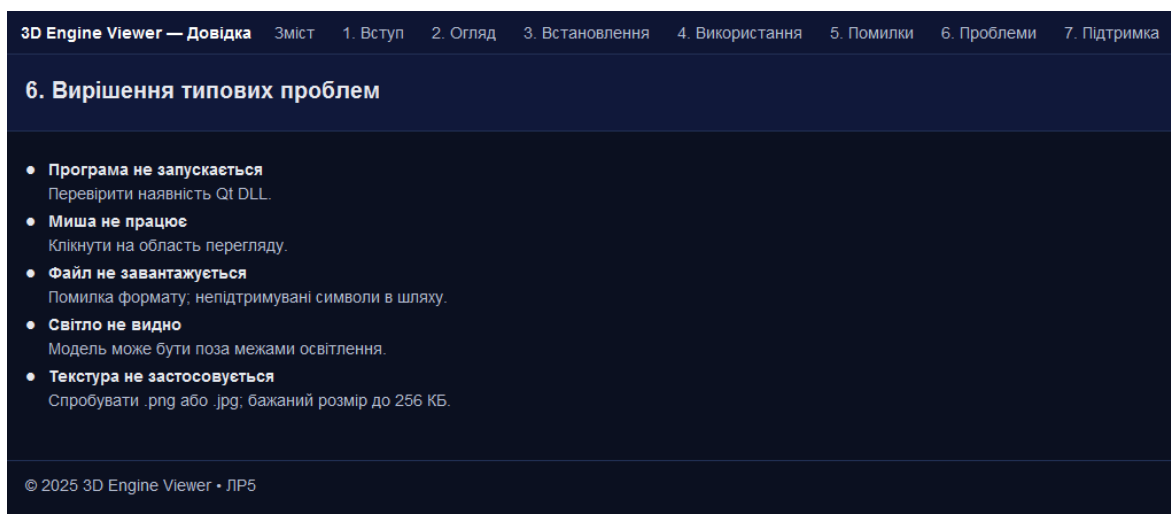 3D Engine Viewer — Довідка Зміст 1. Вступ 2. Огляд 3. Встановлення 4. Використання 5. Помилки 6. Проблеми 7. Підтримка
6. Вирішення типових проблем
● Програма не запускається
Перевірити наявність Qt DLL.
● Миша не працює
Клікнути на область перегляду.
● Файл не завантажується
Помилка формату; непідтримувані символи в шляху.
● Світло не видно
Модель може бути поза межами освітлення.
● Текстура не застосовується
Спробувати .png або .jpg; бажаний розмір до 256 КБ.
© 2025 3D Engine Viewer • ЛР5